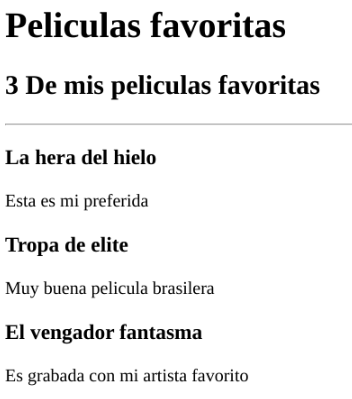 Peliculas favoritas
3 De mis peliculas favoritas
La hera del hielo
Esta es mi preferida
Tropa de elite
Muy buena pelicula brasilera
El vengador fantasma
Es grabada con mi artista favorito